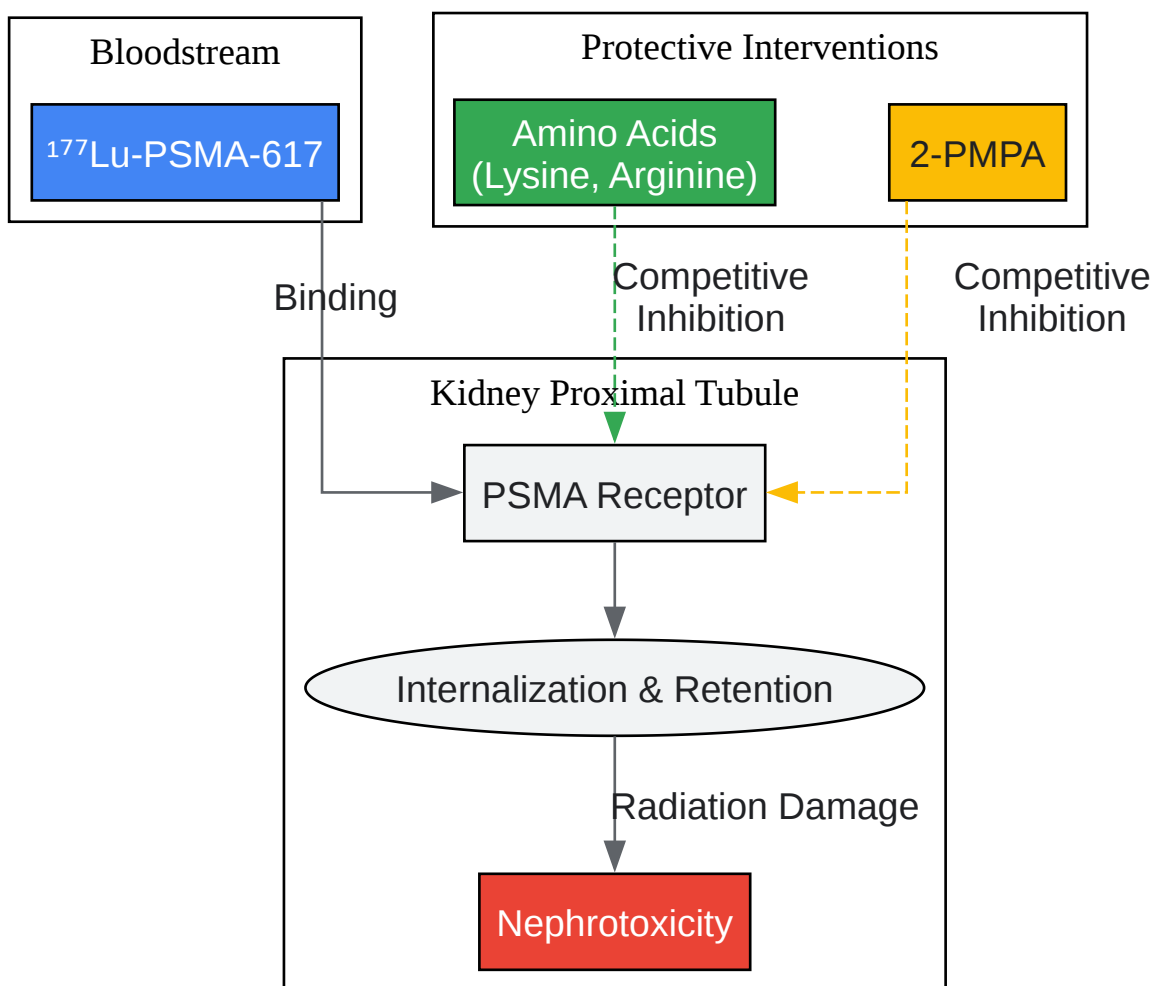 Bloodstream
Protective Interventions
¹⁷⁷Lu-PSMA-617
Amino Acids
(Lysine, Arginine)
2-PMPA
Binding
Competitive
Inhibition
Competitive
Inhibition
Kidney Proximal Tubule
PSMA Receptor
Internalization & Retention
Radiation Damage
Nephrotoxicity